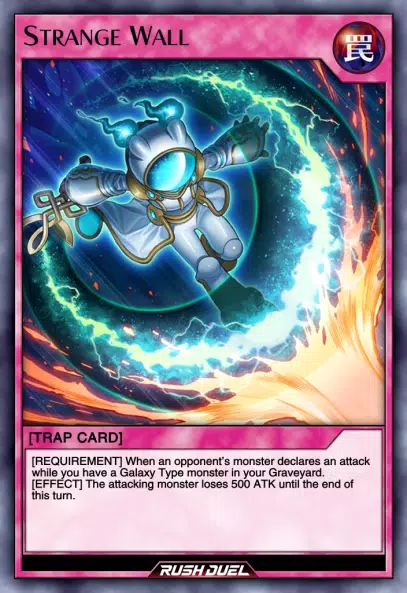 STRANGE WALL
罠
[TRAP CARD]
[REQUIREMENT] When an opponent's monster declares an attack
while you have a Galaxy Type monster in your Graveyard.
[EFFECT] The attacking monster loses 500 ATK until the end of
this turn.
RUSH DUEL